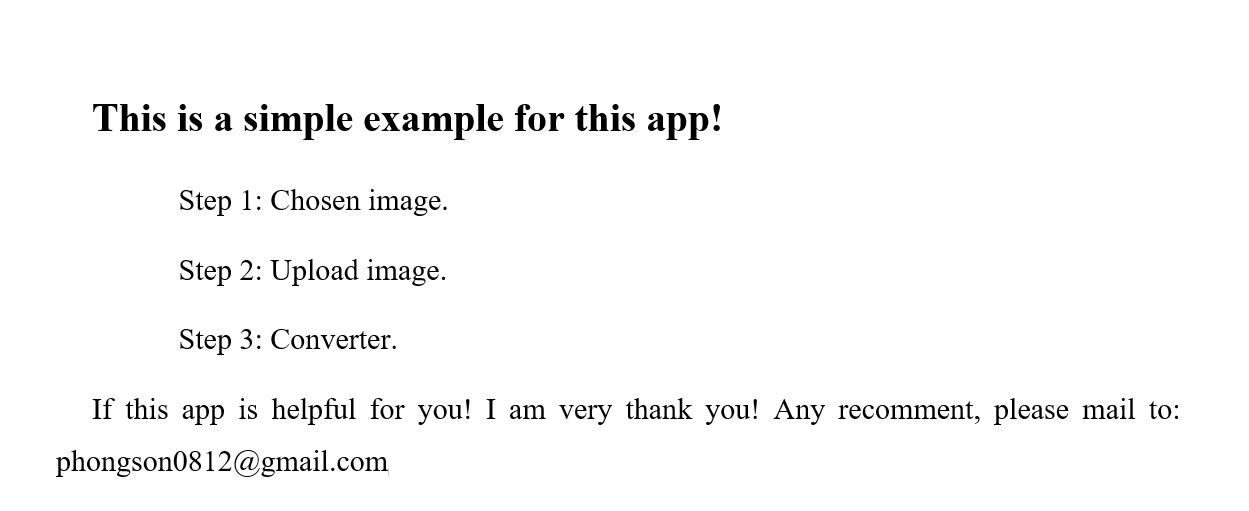 This is a simple example for this app!
Step 1: Chosen image.
Step 2: Upload image.
Step 3: Converter.
If this app is helpful for you! I am very thank you! Any recomment, please mail to:
phongson0812@gmail.com